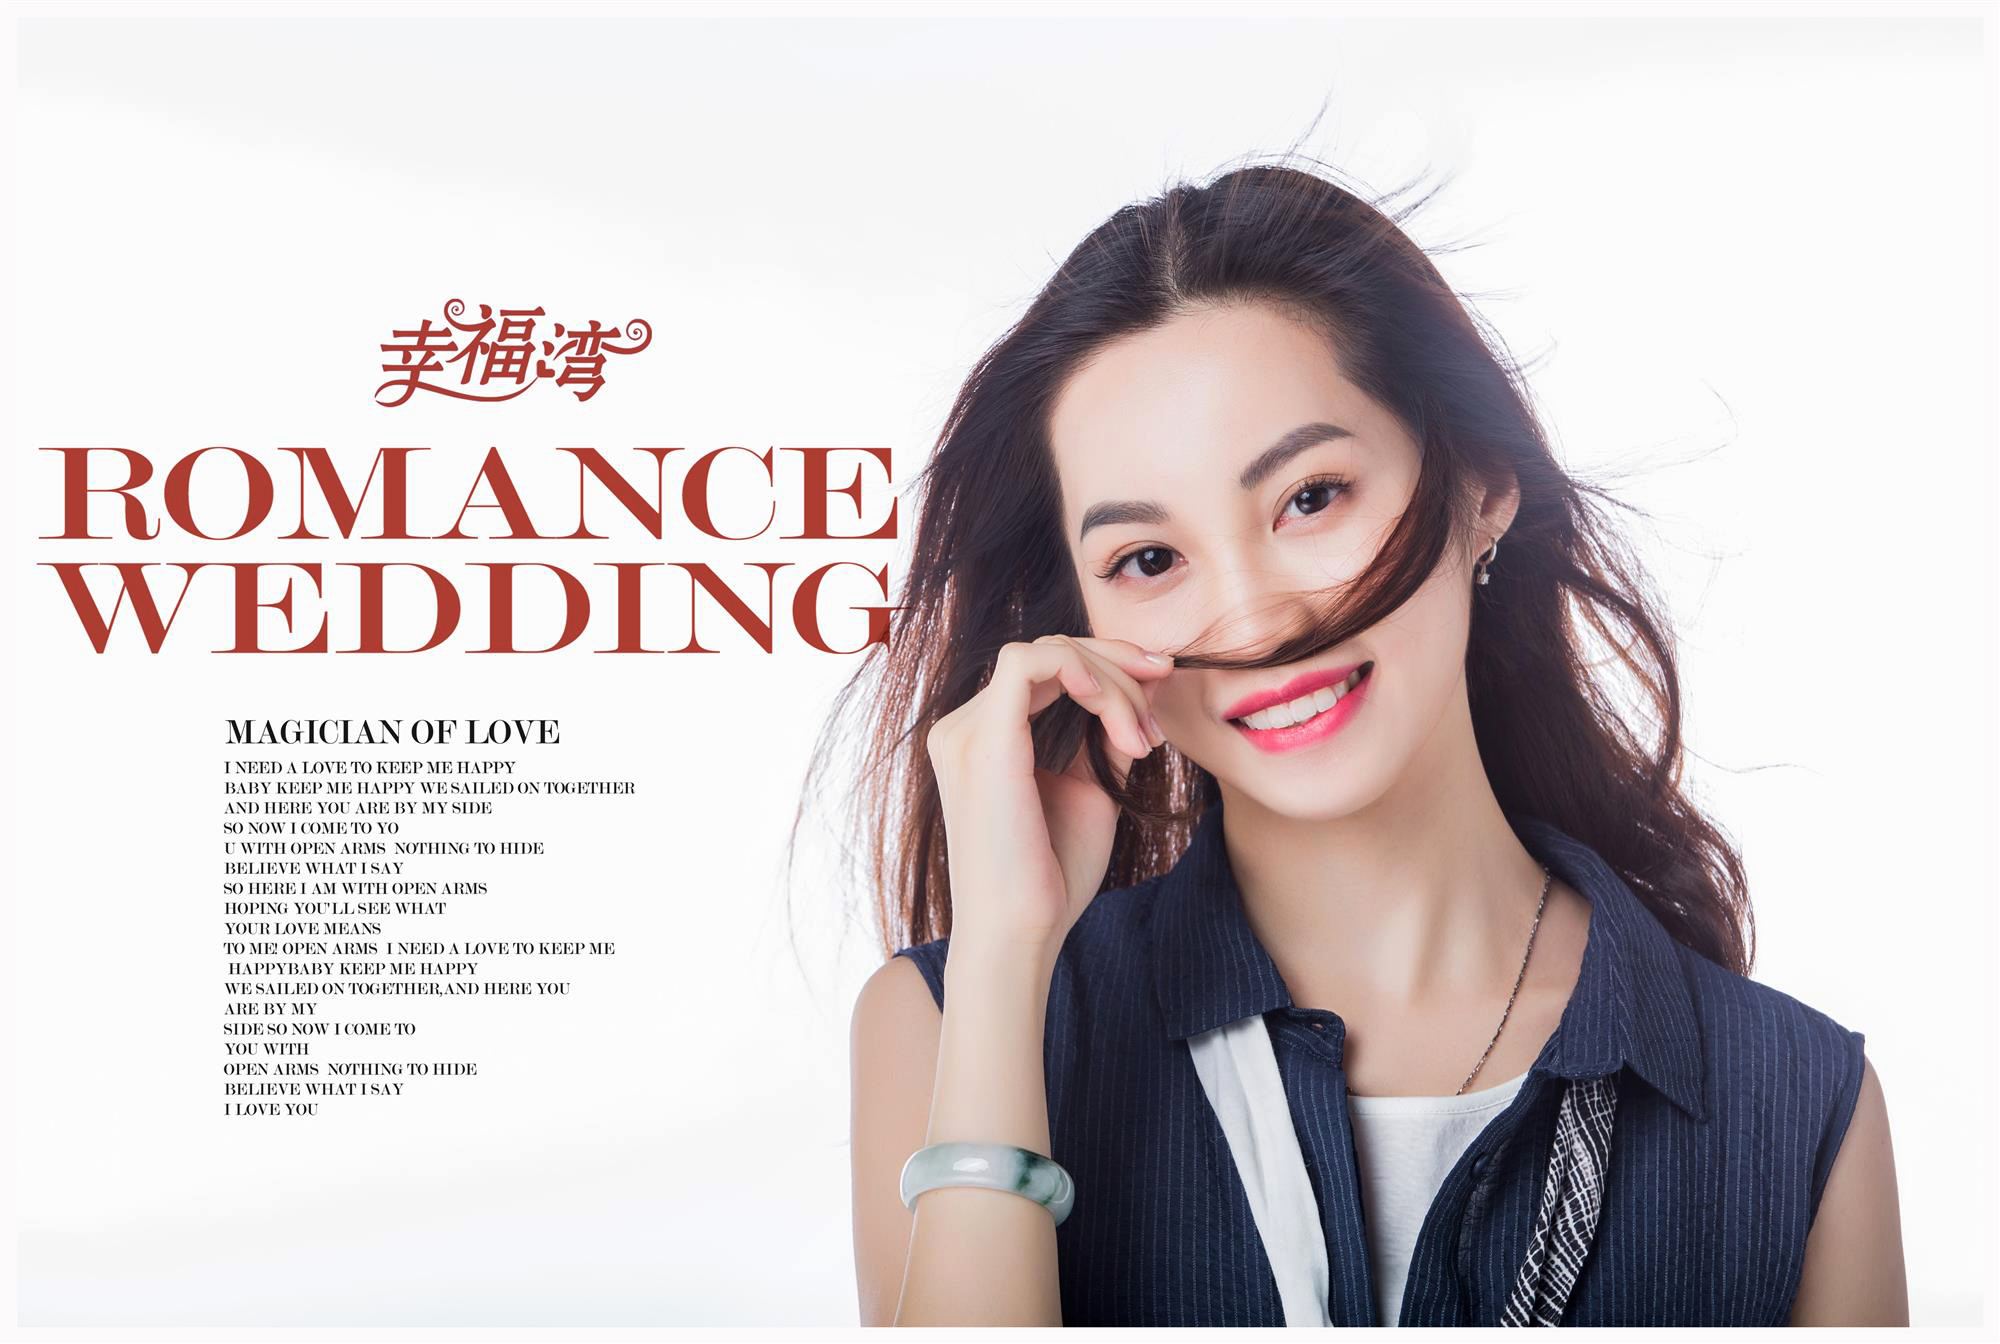 幸福湾
ROMANCE
WEDDING
MAGICIAN OF LOVE
I NEED A LOVE TO KEEP ME HAPPY
BABY KEEP ME HAPPY WE SAILED ON TOGETHER
AND HERE YOU ARE BY MY SIDE
SO NOW I COME TO YO
U WITH OPEN ARMS  NOTHING TO HIDE
BELIEVE WHAT I SAY
SO HERE I AM WITH OPEN ARMS
HOPING YOU'LL SEE WHAT
YOUR LOVE MEANS
TO ME! OPEN ARMS  I NEED A LOVE TO KEEP ME
HAPPYBABY KEEP ME HAPPY
WE SAILED ON TOGETHER,AND HERE YOU
ARE BY MY
SIDE SO NOW I COME TO
YOU WITH
OPEN ARMS  NOTHING TO HIDE
BELIEVE WHAT I SAY
I LOVE YOU